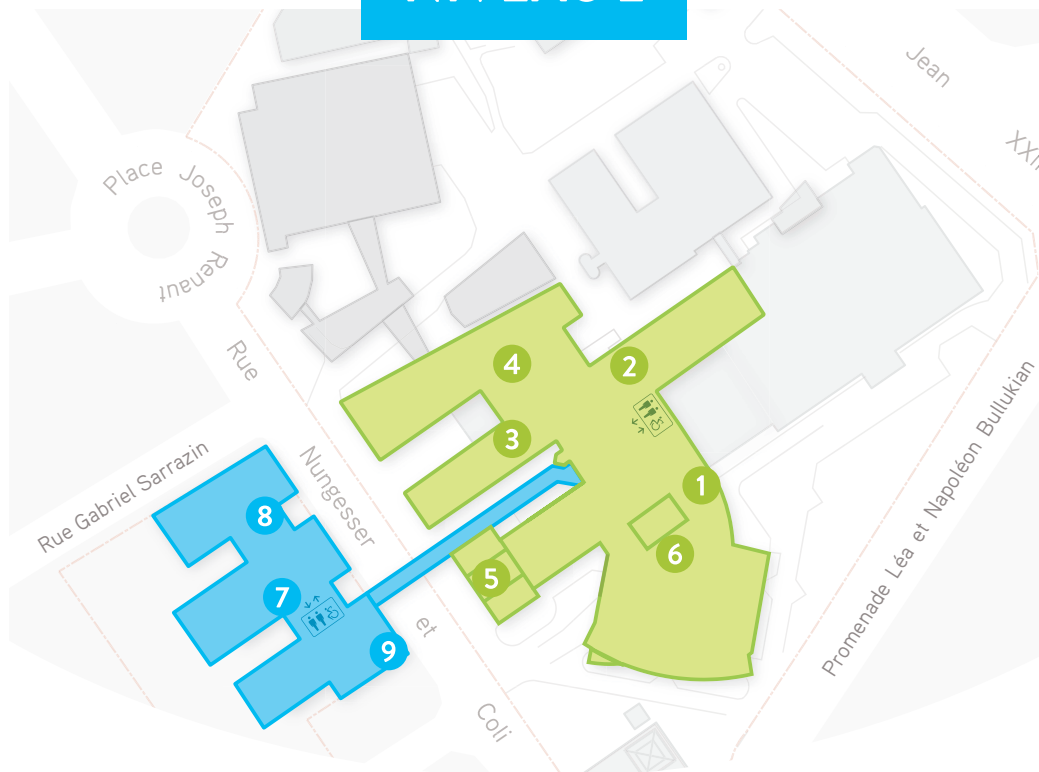 Jean
XXIII
Place Joseph Renaut
Rue Nungesser et Coli
Rue Gabriel Sarrazin
Promenade Léa et Napoléon Bullukian
4
2
3
1
5
6
8
7
9